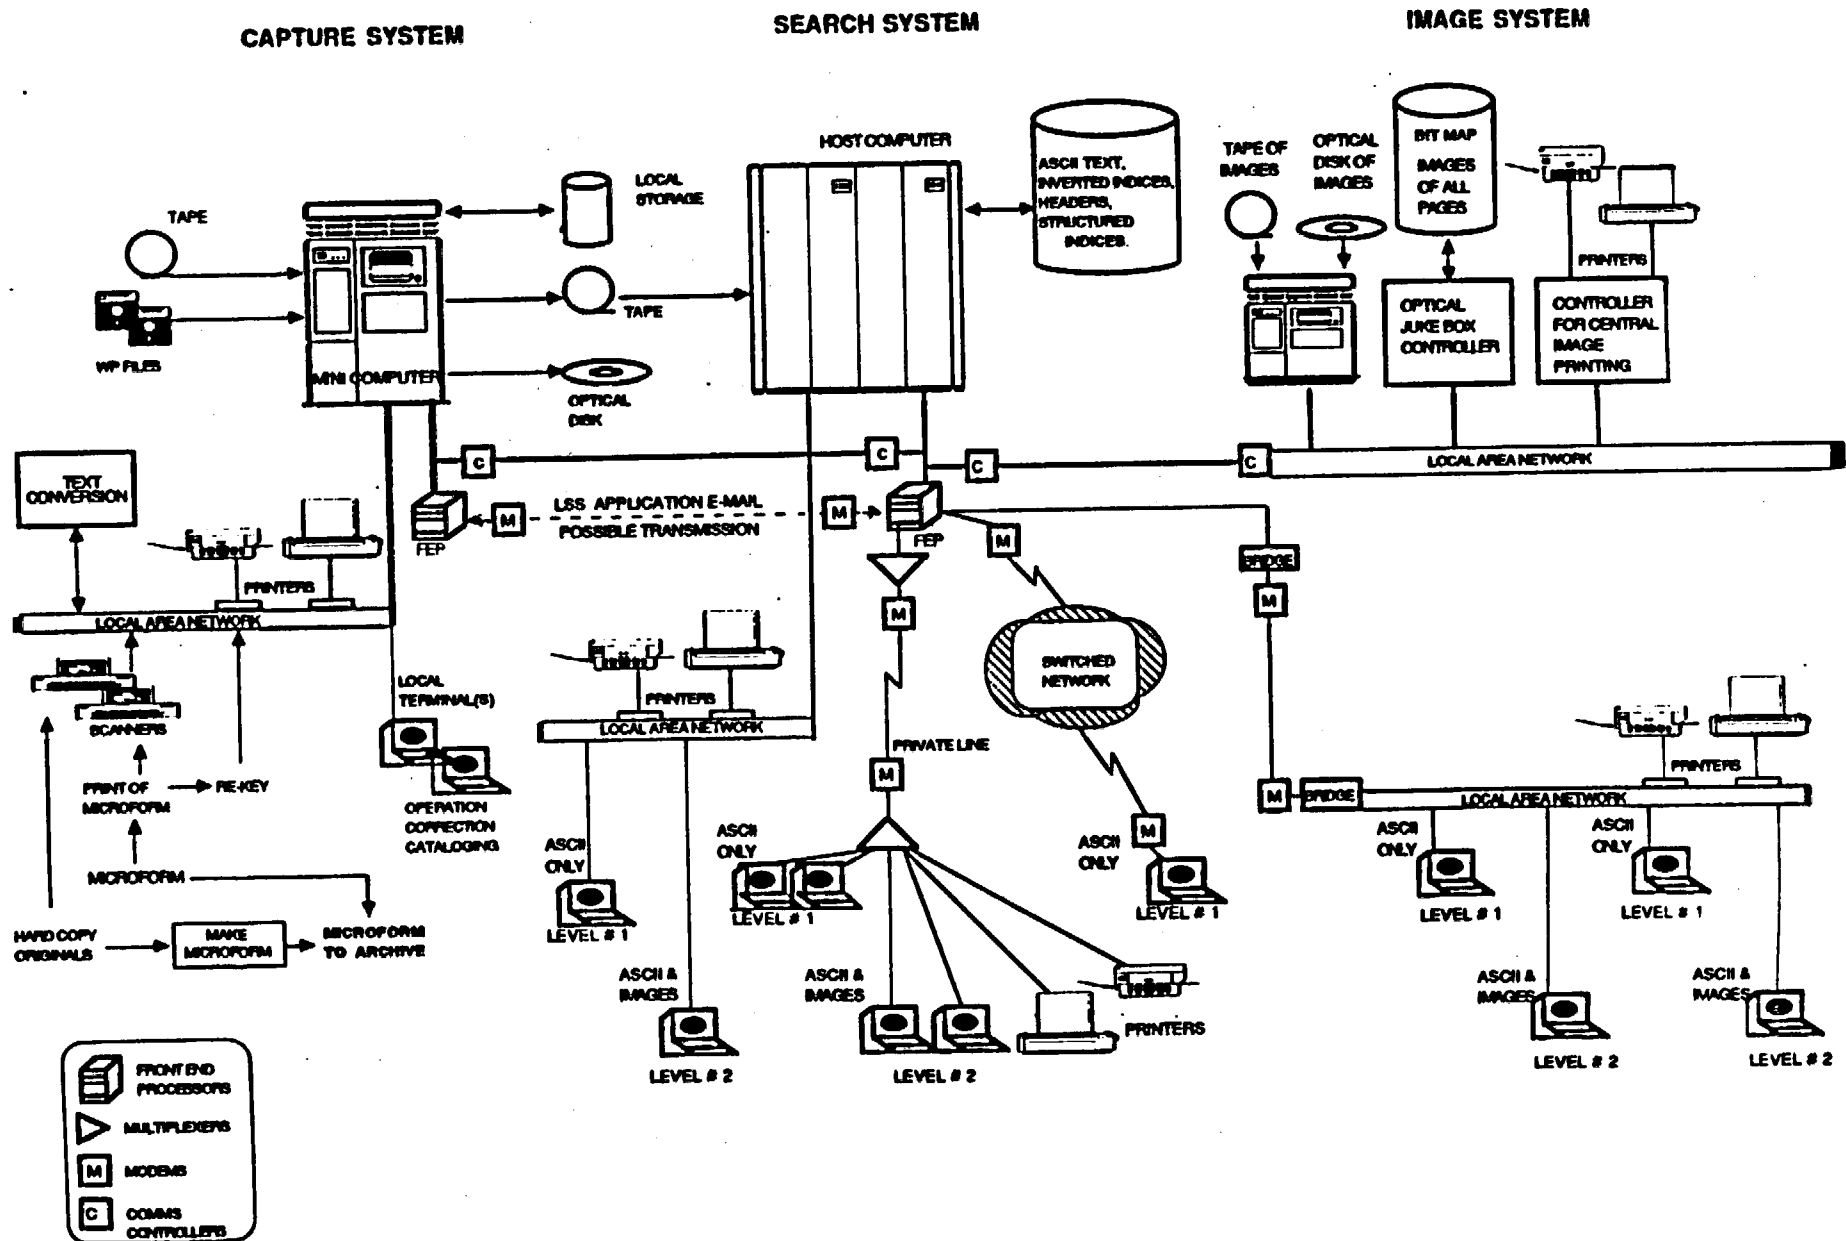 CAPTURE SYSTEM
SEARCH SYSTEM
IMAGE SYSTEM
TAPE
WP FILES
MINI COMPUTER
LOCAL
STORAGE
TAPE
OPTICAL
DISK
HOST COMPUTER
ASCII TEXT,
INVERTED INDICES,
HEADERS,
STRUCTURED
INDICES.
TAPE OF
IMAGES
OPTICAL
DISK OF
IMAGES
BIT MAP
IMAGES
OF ALL
PAGES
PRINTERS
OPTICAL
JUKE BOX
CONTROLLER
CONTROLLER
FOR CENTRAL
IMAGE
PRINTING
C
C
C
C
LOCAL AREA NETWORK
TEXT
CONVERSION
PRINTERS
LOCAL AREA NETWORK
FEP
M
LSS APPLICATION E-MAIL
POSSIBLE TRANSMISSION
M
FEP
M
M
BRIDGE
M
SWITCHED
NETWORK
SCANNERS
PRINT OF
MICROFORM
RE-KEY
MICROFORM
HARD COPY
ORIGINALS
MAKE
MICROFORM
MICROFORM
TO ARCHIVE
LOCAL
TERMINAL(S)
OPERATION
CORRECTION
CATALOGING
PRINTERS
LOCAL AREA NETWORK
ASCII
ONLY
LEVEL # 1
ASCII &
IMAGES
LEVEL # 2
PRIVATE LINE
M
ASCII
ONLY
LEVEL # 1
ASCII &
IMAGES
LEVEL # 2
PRINTERS
ASCII
ONLY
M
LEVEL # 1
M
BRIDGE
PRINTERS
LOCAL AREA NETWORK
ASCII
ONLY
LEVEL # 1
ASCII
ONLY
LEVEL # 1
ASCII &
IMAGES
LEVEL # 2
ASCII &
IMAGES
LEVEL # 2
FRONT END
PROCESSORS
MULTIPLEXERS
M
MODEMS
C
COMMS
CONTROLLERS